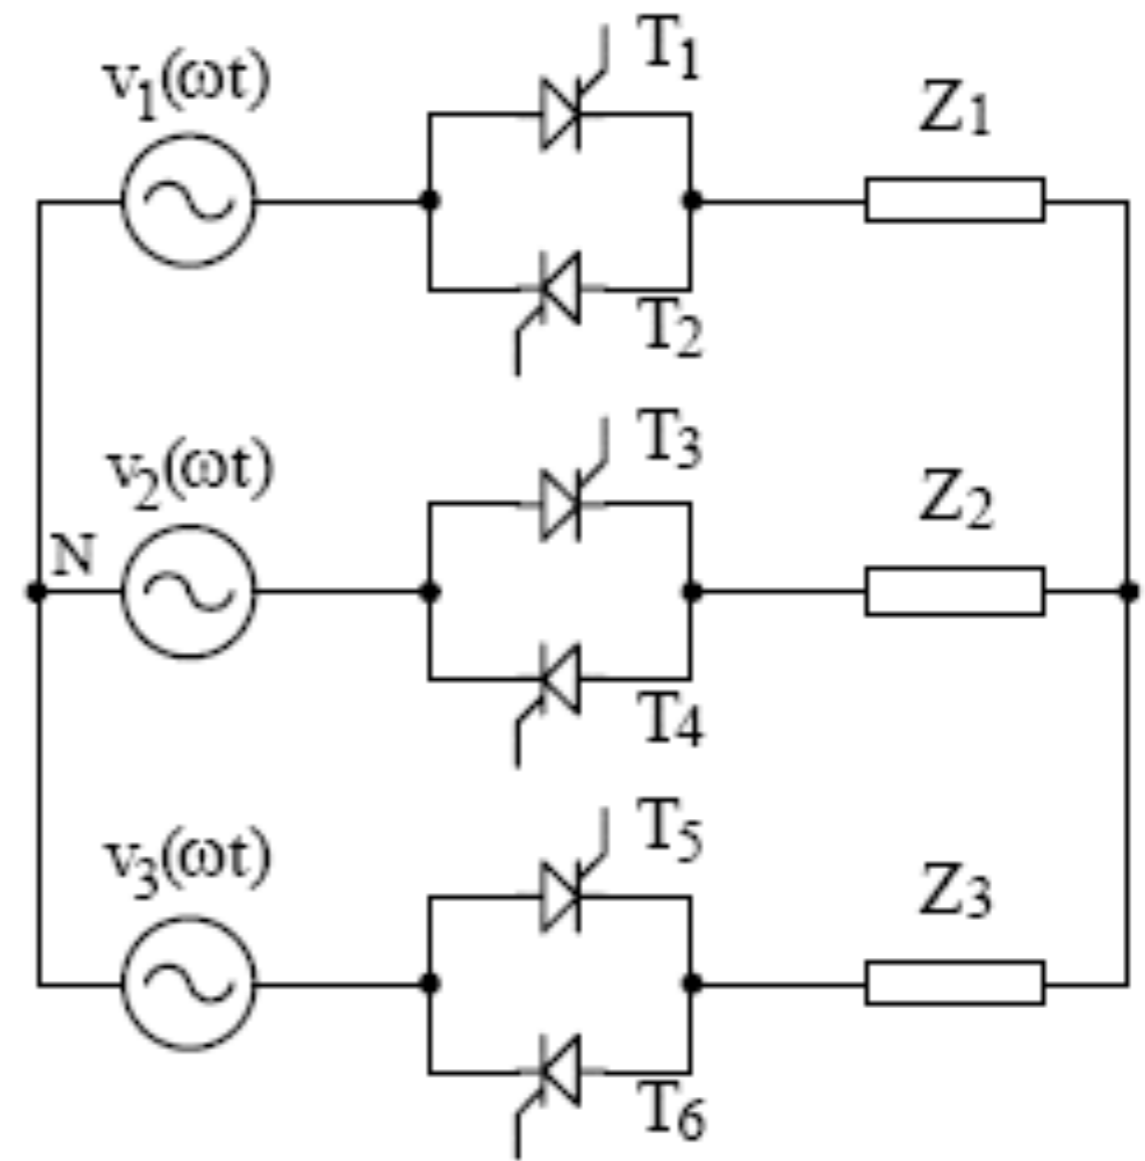 v₁(ωt)
T₁
Z₁
T₂
v₂(ωt)
T₃
Z₂
N
T₄
v₃(ωt)
T₅
Z₃
T₆